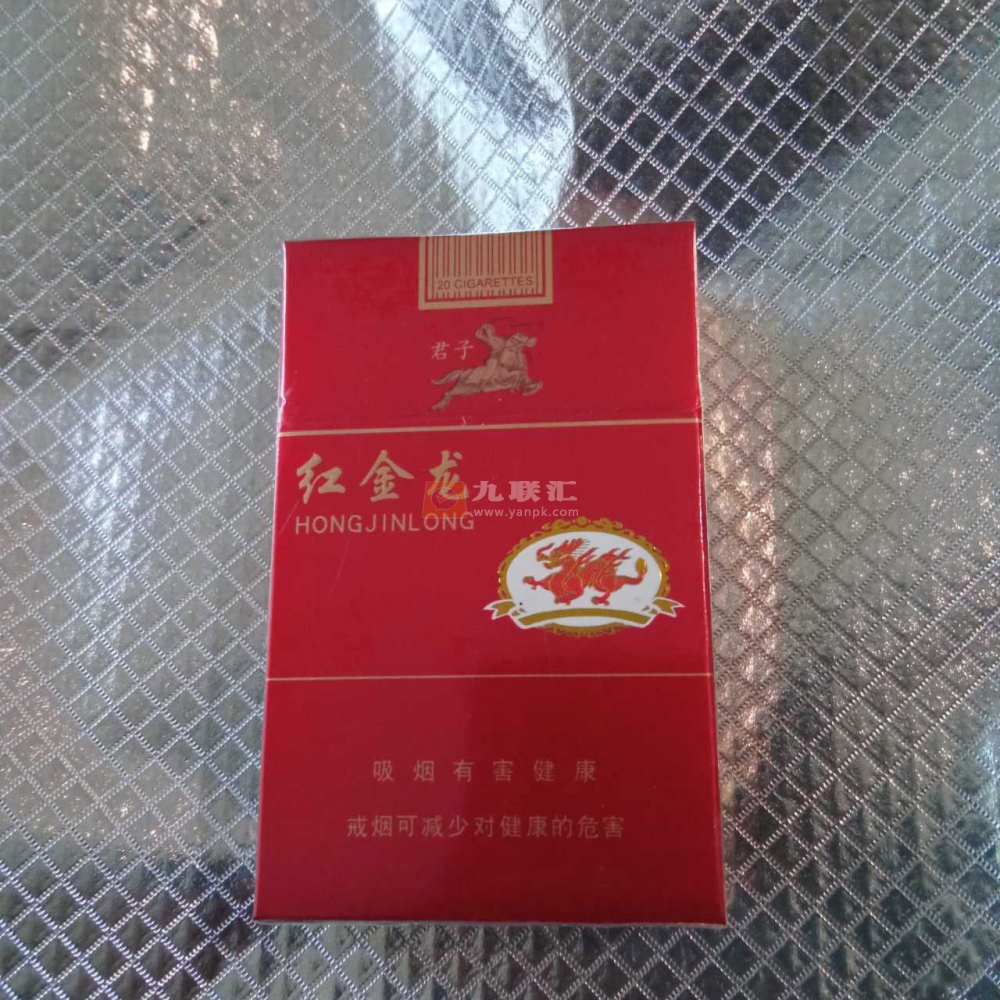 20 CIGARETTES
君子
红金龙
HONGJINLONG
九联汇
www.yanpk.com
吸烟有害健康
戒烟可减少对健康的危害